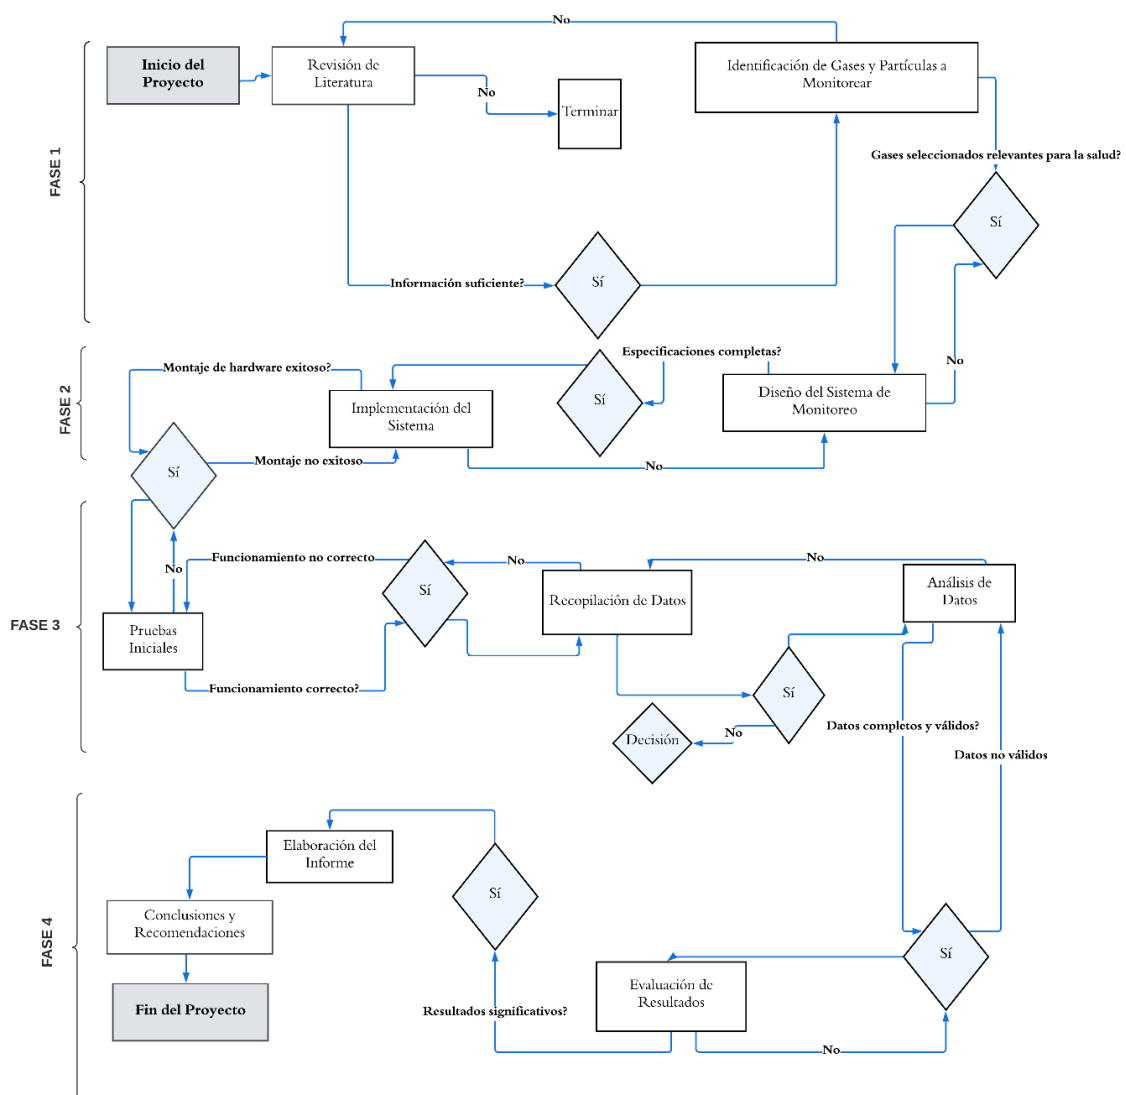 No
Inicio del
Proyecto
Revisión de
Literatura
No
Terminar
Identificación de Gases y Partículas a
Monitorear
FASE 1
Gases seleccionados relevantes para la salud?
Sí
Información suficiente?
Sí
FASE 2
Montaje de hardware exitoso?
Implementación del
Sistema
Sí
Especificaciones completas?
Diseño del Sistema de
Monitoreo
No
Sí
Montaje no exitoso
No
FASE 3
No
Pruebas
Iniciales
Funcionamiento no correcto
Sí
Funcionamiento correcto?
No
Recopilación de Datos
No
Análisis de
Datos
Sí
No
Decisión
Datos completos y válidos?
Datos no válidos
FASE 4
Elaboración del
Informe
Sí
Conclusiones y
Recomendaciones
Fin del Proyecto
Resultados significativos?
Evaluación de
Resultados
Sí
No